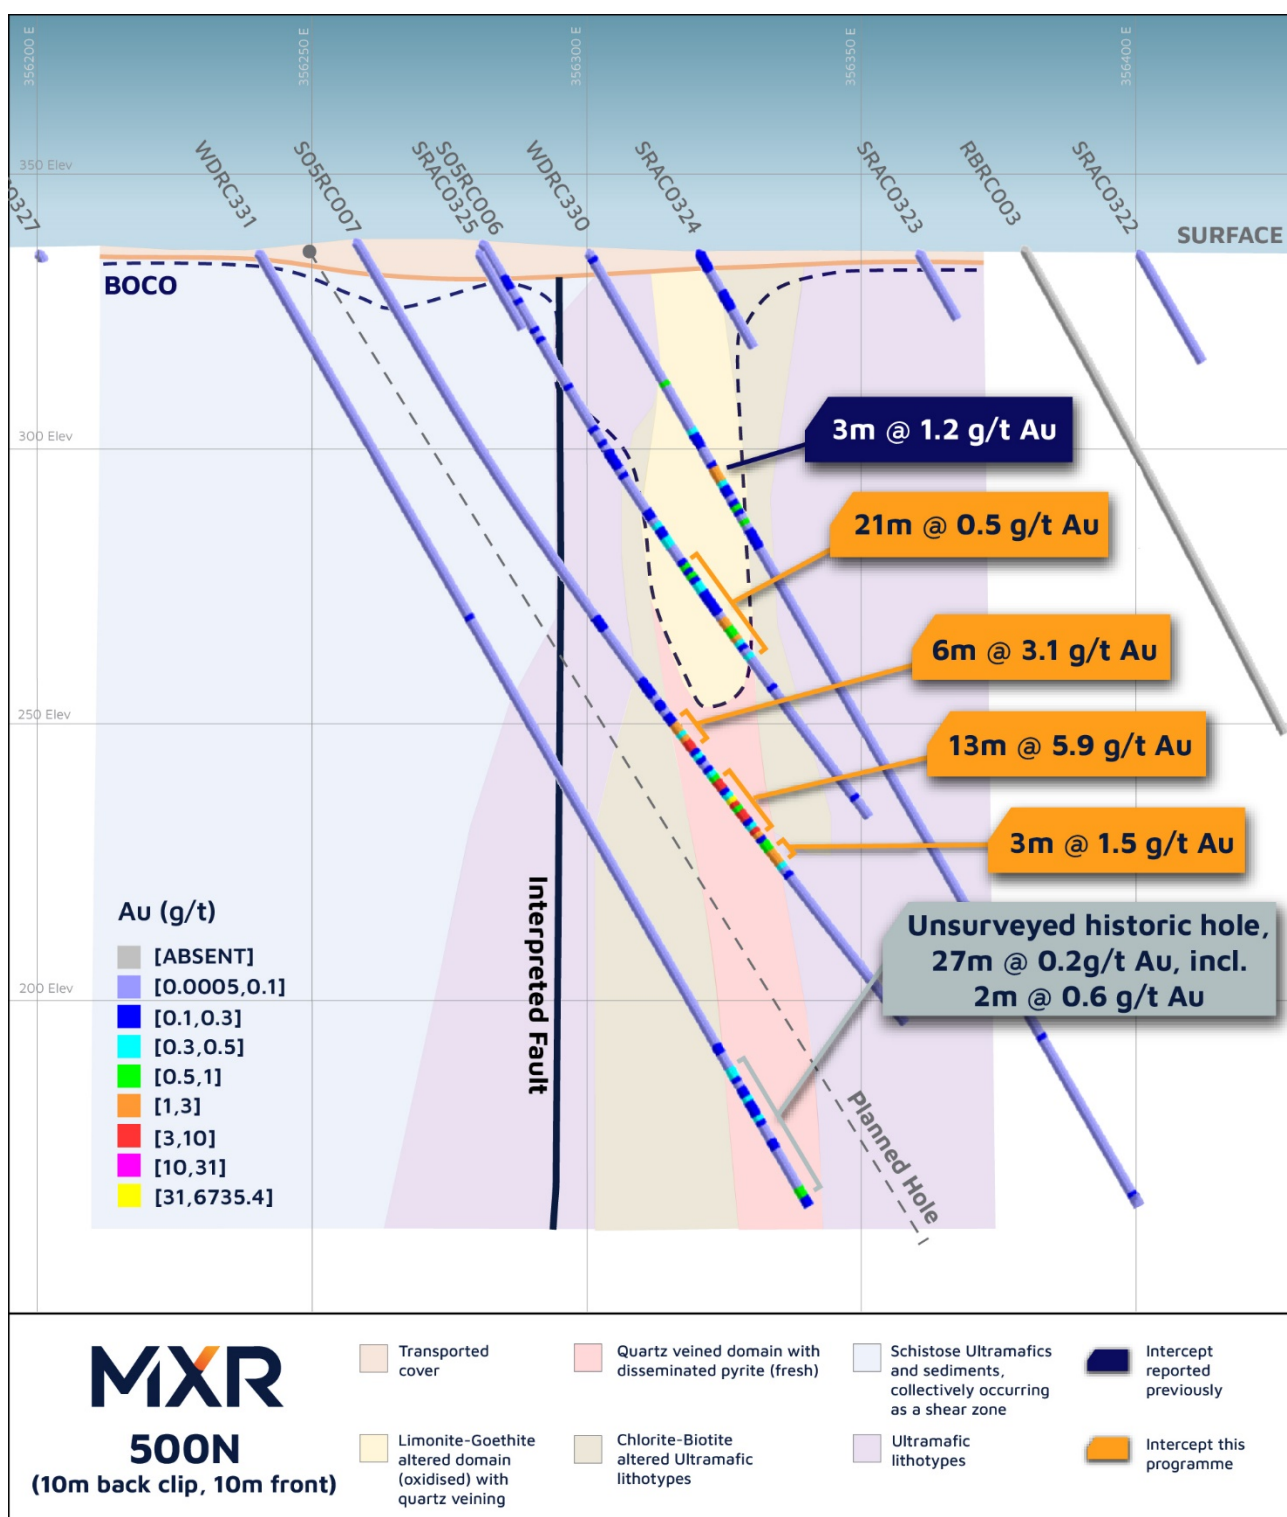 356200 E
356250 E
356300 E
356350 E
356400 E
350 Elev
0327
WDRC331
S05RC007
SRAC0325
S05RC006
WDRC330
SRAC0324
SRAC0323
RBRC003
SRAC0322
SURFACE
BOCO
300 Elev
250 Elev
200 Elev
3m @ 1.2 g/t Au
21m @ 0.5 g/t Au
6m @ 3.1 g/t Au
13m @ 5.9 g/t Au
3m @ 1.5 g/t Au
Unsurveyed historic hole,
27m @ 0.2g/t Au, incl.
2m @ 0.6 g/t Au
Interpreted Fault
Planned Hole
Au (g/t)
[ABSENT]
[0.0005,0.1]
[0.1,0.3]
[0.3,0.5]
[0.5,1]
[1,3]
[3,10]
[10,31]
[31,6735.4]
MXR
500N
(10m back clip, 10m front)
Transported
cover
Limonite-Goethite
altered domain
(oxidised) with
quartz veining
Quartz veined domain with
disseminated pyrite (fresh)
Chlorite-Biotite
altered Ultramafic
lithotypes
Schistose Ultramafics
and sediments,
collectively occurring
as a shear zone
Ultramafic
lithotypes
Intercept
reported
previously
Intercept this
programme